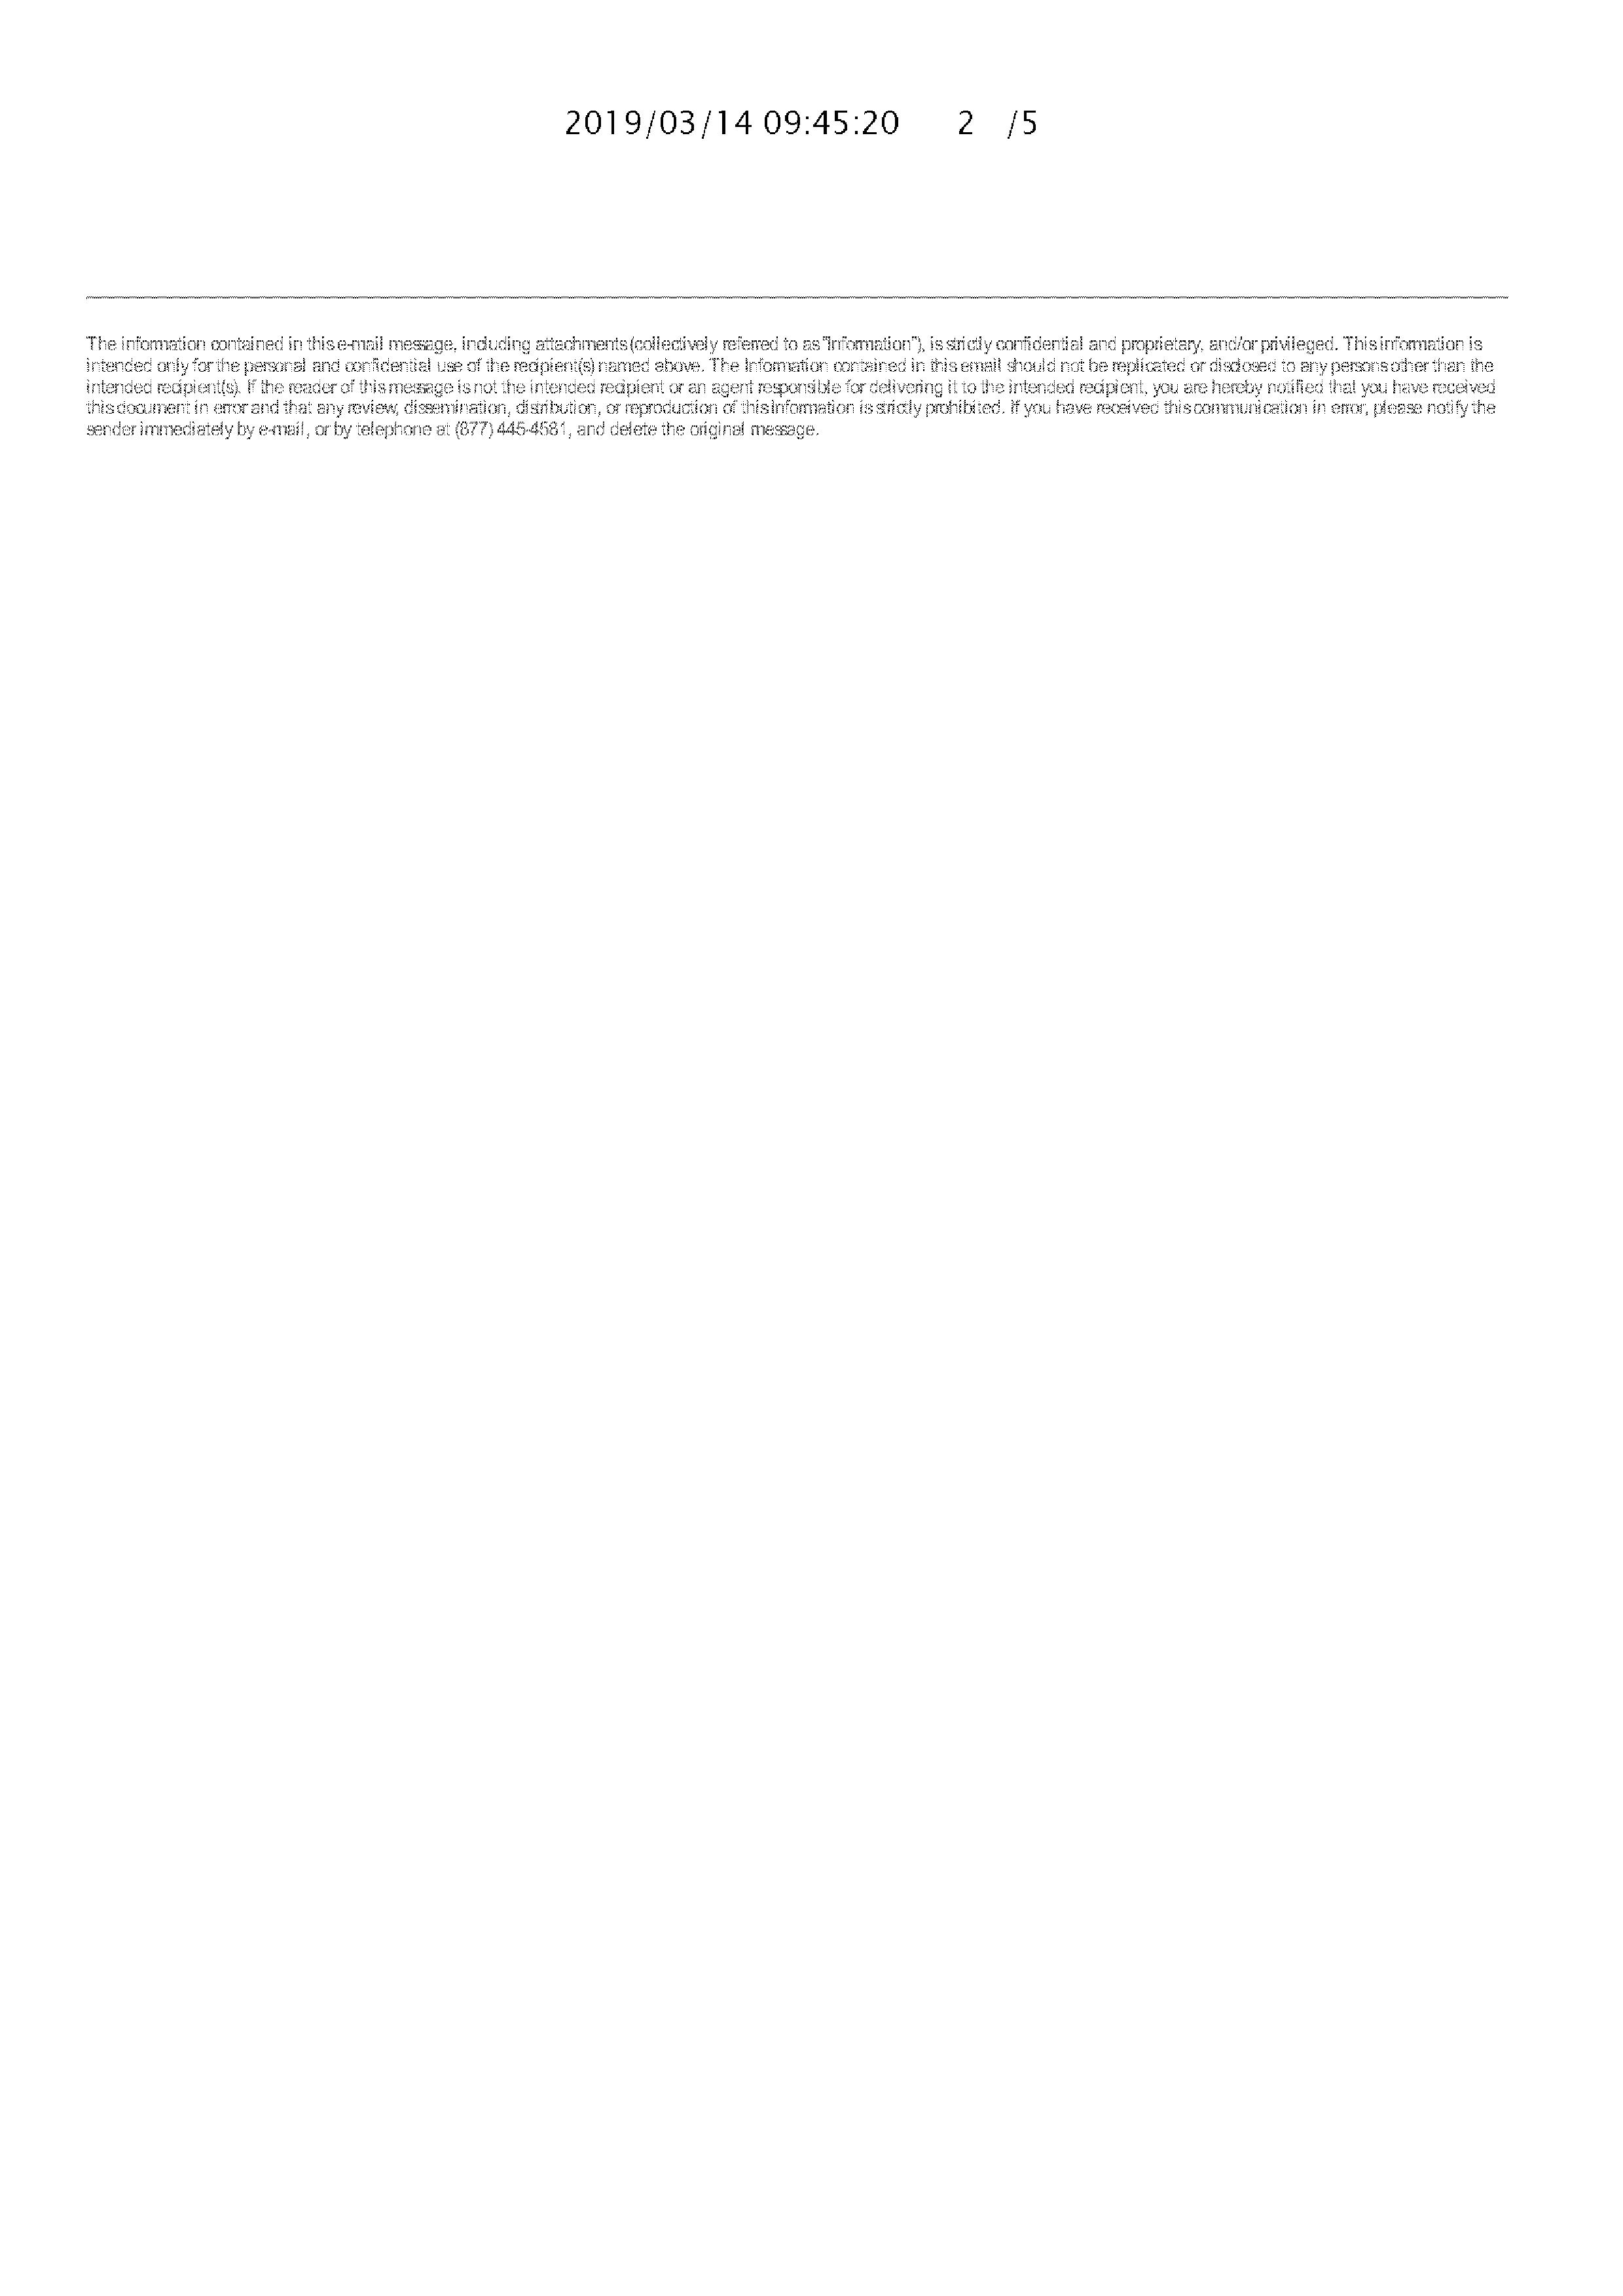 2019/03/14 09:45:20 2 /5
The information contained in this e-mail message, including attachments (collectively referred to as "Information"), is strictly confidential and proprietary, and/or privileged. This information is
intended only for the personal and confidential use of the recipient(s) named above. The Information contained in this email should not be replicated or disclosed to any persons other than the
intended recipient(s). If the reader of this message is not the intended recipient or an agent responsible for delivering it to the intended recipient, you are hereby notified that you have received
this document in error and that any review, dissemination, distribution, or reproduction of this Information is strictly prohibited. If you have received this communication in error, please notify the
sender immediately by e-mail, or by telephone at (877) 445-4581, and delete the original message.